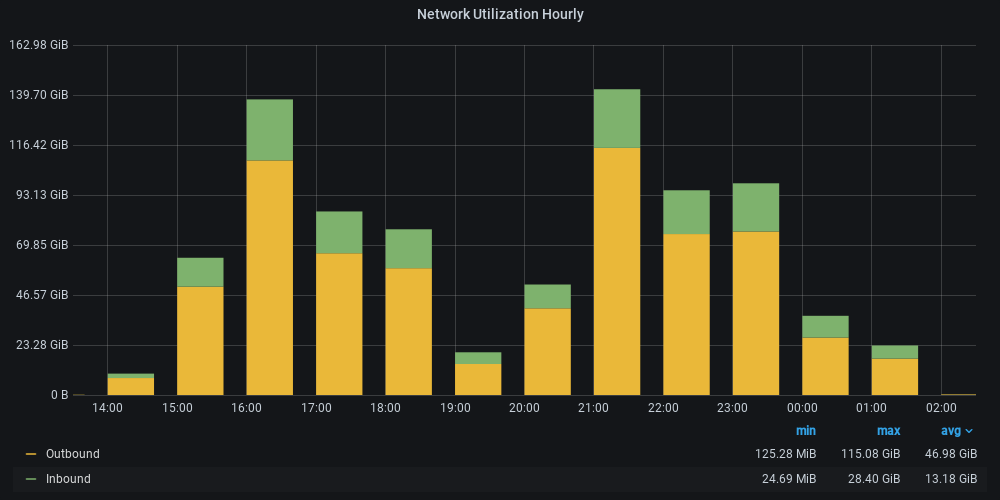 Network Utilization Hourly
162.98 GiB
139.70 GiB
116.42 GiB
93.13 GiB
69.85 GiB
46.57 GiB
23.28 GiB
0 B
14:00 15:00 16:00 17:00 18:00 19:00 20:00 21:00 22:00 23:00 00:00 01:00 02:00
min max avg
Outbound 125.28 MiB 115.08 GiB 46.98 GiB
Inbound 24.69 MiB 28.40 GiB 13.18 GiB